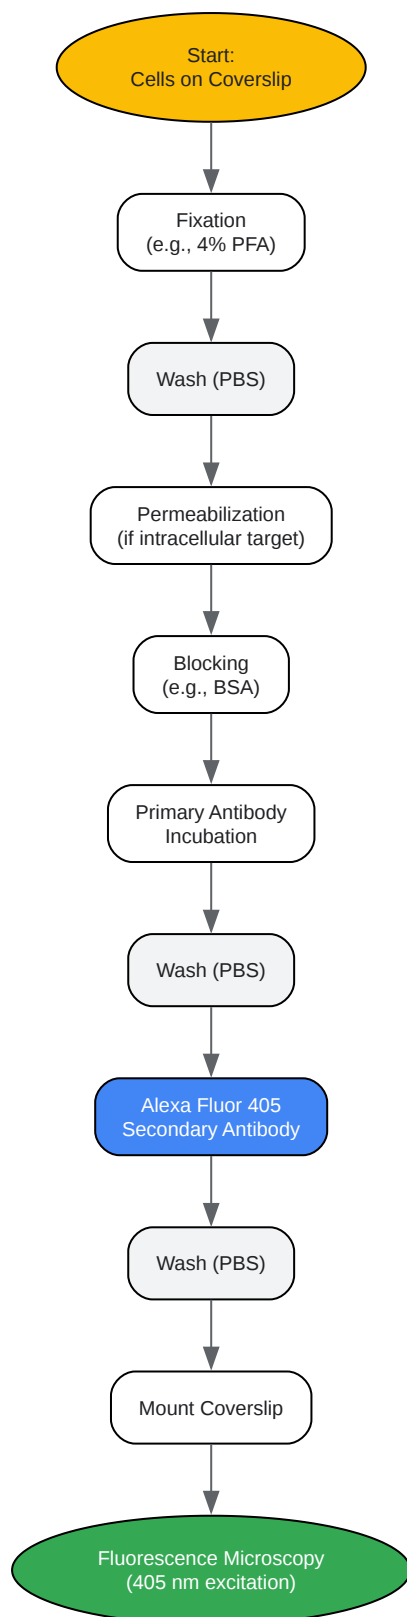 Start:
Cells on Coverslip
Fixation
(e.g., 4% PFA)
Wash (PBS)
Permeabilization
(if intracellular target)
Blocking
(e.g., BSA)
Primary Antibody
Incubation
Wash (PBS)
Alexa Fluor 405
Secondary Antibody
Wash (PBS)
Mount Coverslip
Fluorescence Microscopy
(405 nm excitation)